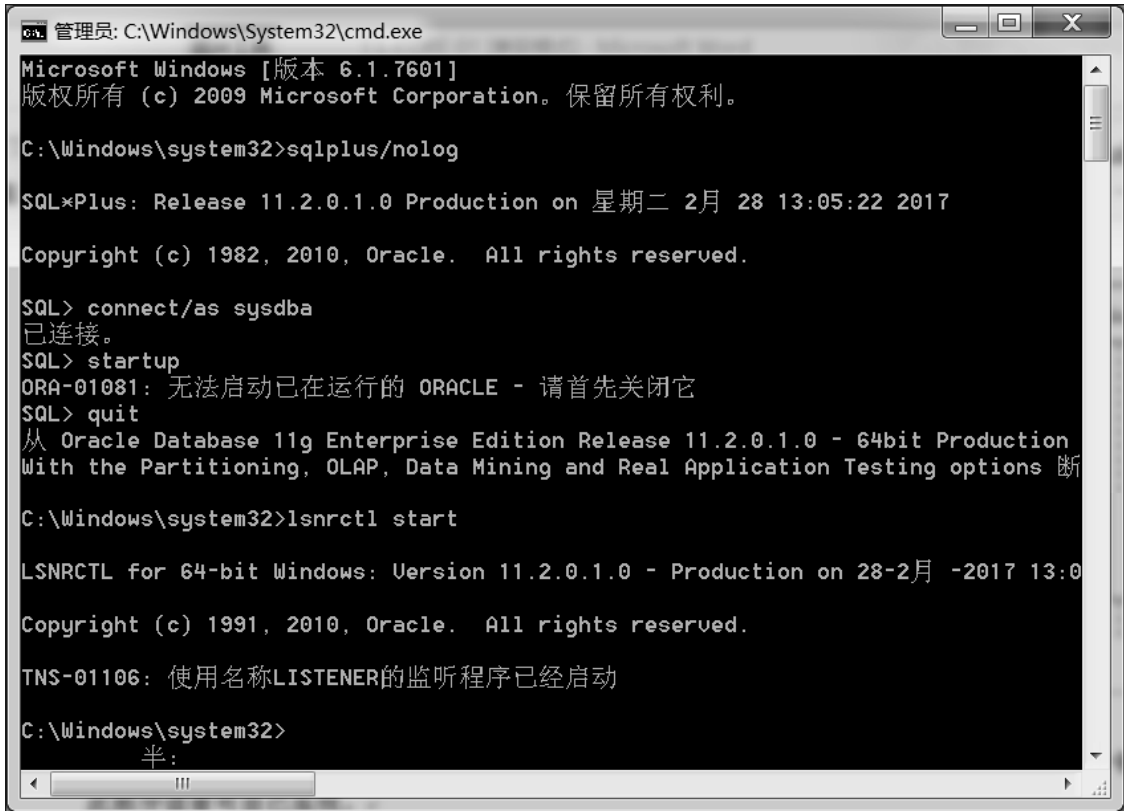 管理员: C:\Windows\System32\cmd.exe
Microsoft Windows [版本 6.1.7601]
版权所有 (c) 2009 Microsoft Corporation。保留所有权利。
C:\Windows\system32>sqlplus/nolog
SQL*Plus: Release 11.2.0.1.0 Production on 星期二 2月 28 13:05:22 2017
Copyright (c) 1982, 2010, Oracle.  All rights reserved.
SQL> connect/as sysdba
已连接。
SQL> startup
ORA-01081: 无法启动已在运行的 ORACLE - 请首先关闭它
SQL> quit
从 Oracle Database 11g Enterprise Edition Release 11.2.0.1.0 - 64bit Production
With the Partitioning, OLAP, Data Mining and Real Application Testing options 断
C:\Windows\system32>lsnrctl start
LSNRCTL for 64-bit Windows: Version 11.2.0.1.0 - Production on 28-2月 -2017 13:0
Copyright (c) 1991, 2010, Oracle.  All rights reserved.
TNS-01106: 使用名称LISTENER的监听程序已经启动
C:\Windows\system32>
半: